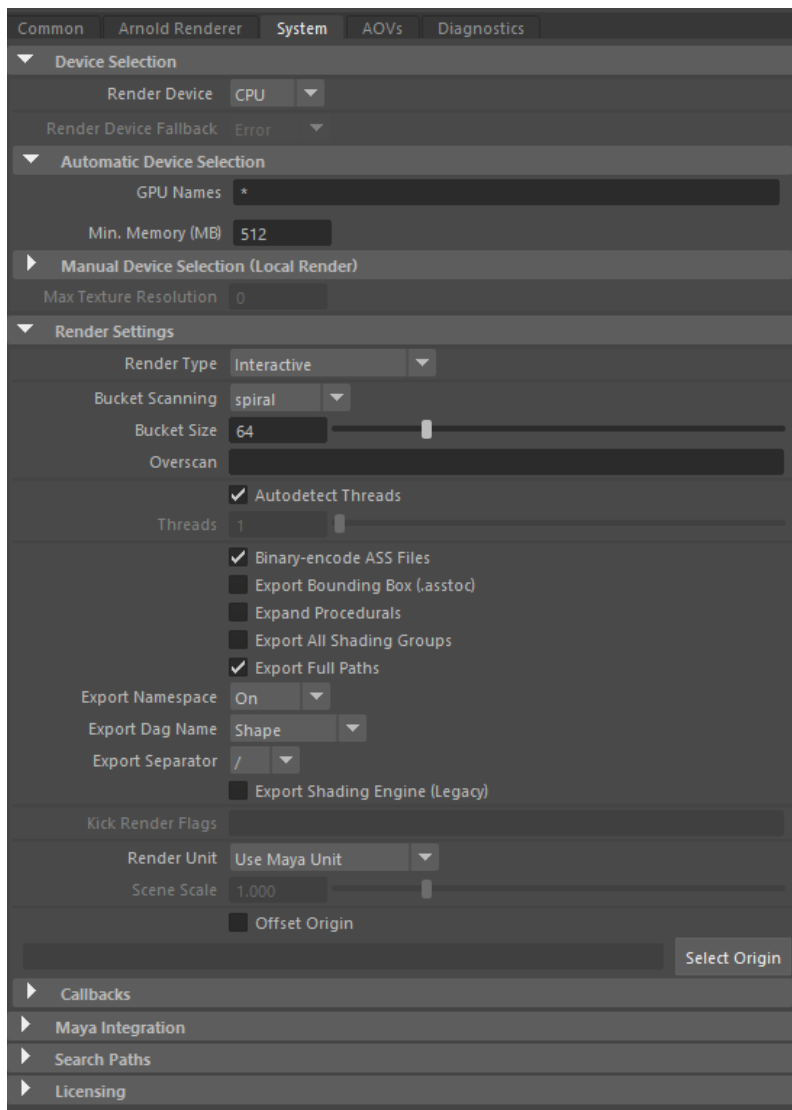 Common Arnold Renderer System AOVs Diagnostics
Device Selection
Render Device CPU
Render Device Fallback Error
Automatic Device Selection
GPU Names *
Min. Memory (MB) 512
Manual Device Selection (Local Render)
Max Texture Resolution 0
Render Settings
Render Type Interactive
Bucket Scanning spiral
Bucket Size 64
Overscan
Autodetect Threads
Threads 1
Binary-encode ASS Files
Export Bounding Box (.asstoc)
Expand Procedurals
Export All Shading Groups
Export Full Paths
Export Namespace On
Export Dag Name Shape
Export Separator /
Export Shading Engine (Legacy)
Kick Render Flags
Render Unit Use Maya Unit
Scene Scale 1.000
Offset Origin
Select Origin
Callbacks
Maya Integration
Search Paths
Licensing